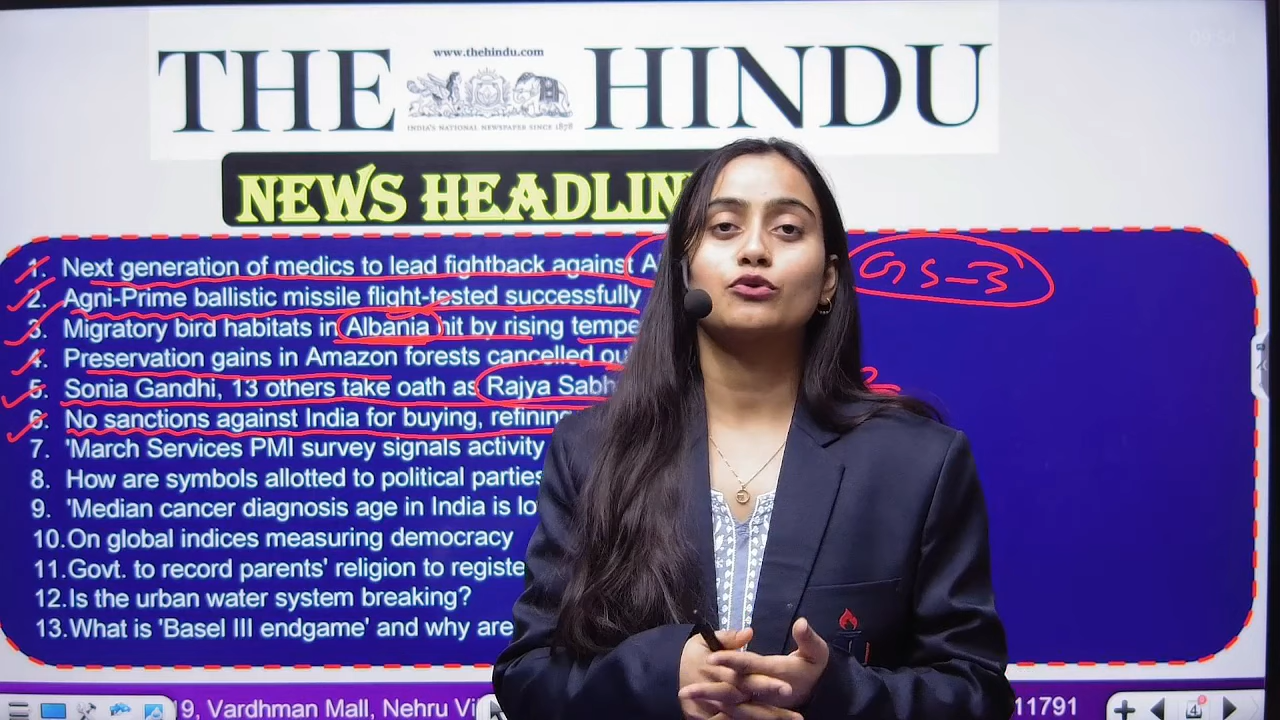 www.thehindu.com
THE HINDU
INDIA'S NATIONAL NEWSPAPER SINCE 1878
NEWS HEADLIN
1. Next generation of medics to lead fightback against A
GS-3
2. Agni-Prime ballistic missile flight-tested successfully
3. Migratory bird habitats in Albania hit by rising tempe
4. Preservation gains in Amazon forests cancelled ou
5. Sonia Gandhi, 13 others take oath as Rajya Sabh
6. No sanctions against India for buying, refining
7. 'March Services PMI survey signals activity
8. How are symbols allotted to political parties
9. 'Median cancer diagnosis age in India is lo
10. On global indices measuring democracy
11. Govt. to record parents' religion to registe
12. Is the urban water system breaking?
13. What is 'Basel III endgame' and why are
19, Vardhman Mall, Nehru Vi
11791
4